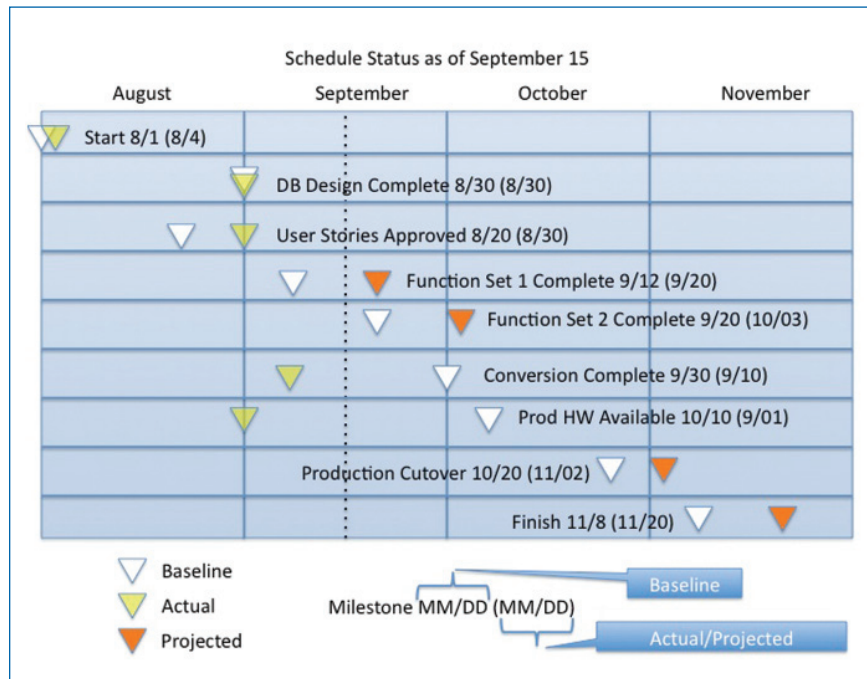 Schedule Status as of September 15
August September October November
Start 8/1 (8/4)
DB Design Complete 8/30 (8/30)
User Stories Approved 8/20 (8/30)
Function Set 1 Complete 9/12 (9/20)
Function Set 2 Complete 9/20 (10/03)
Conversion Complete 9/30 (9/10)
Prod HW Available 10/10 (9/01)
Production Cutover 10/20 (11/02)
Finish 11/8 (11/20)
Baseline
Actual
Projected
Milestone MM/DD (MM/DD)
Baseline
Actual/Projected